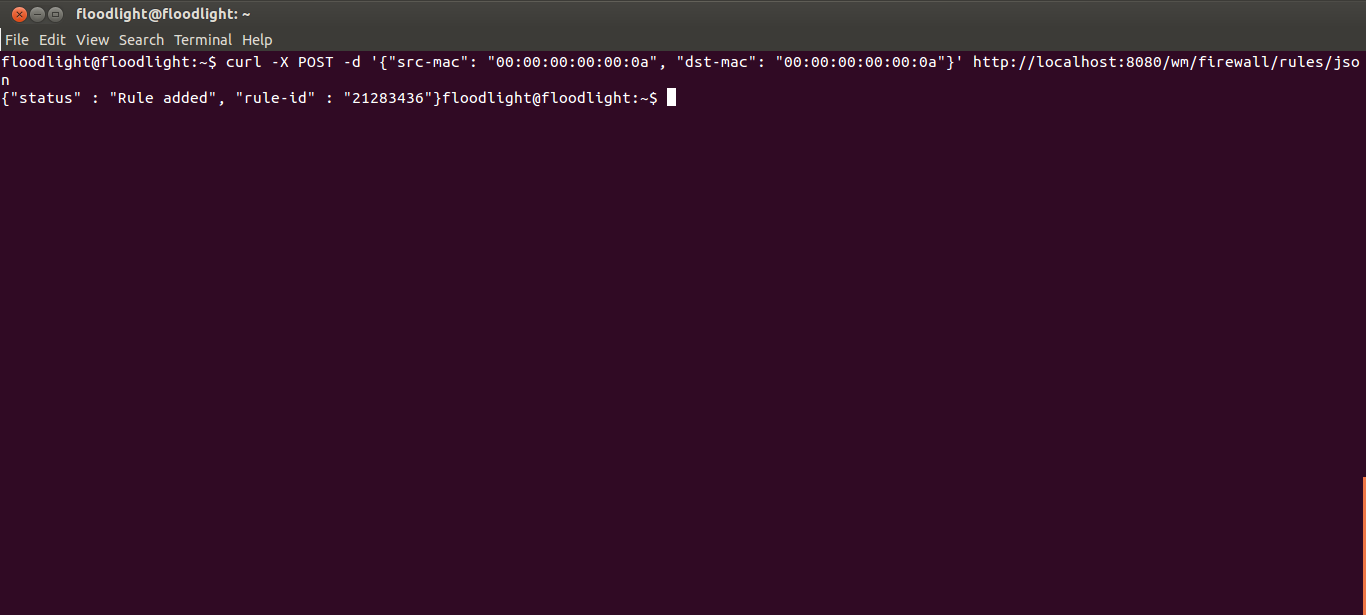 floodlight@floodlight: ~
File Edit View Search Terminal Help
floodlight@floodlight:~$ curl -X POST -d '{"src-mac": "00:00:00:00:00:0a", "dst-mac": "00:00:00:00:00:0a"}' http://localhost:8080/wm/firewall/rules/jso
n
{"status" : "Rule added", "rule-id" : "21283436"}floodlight@floodlight:~$